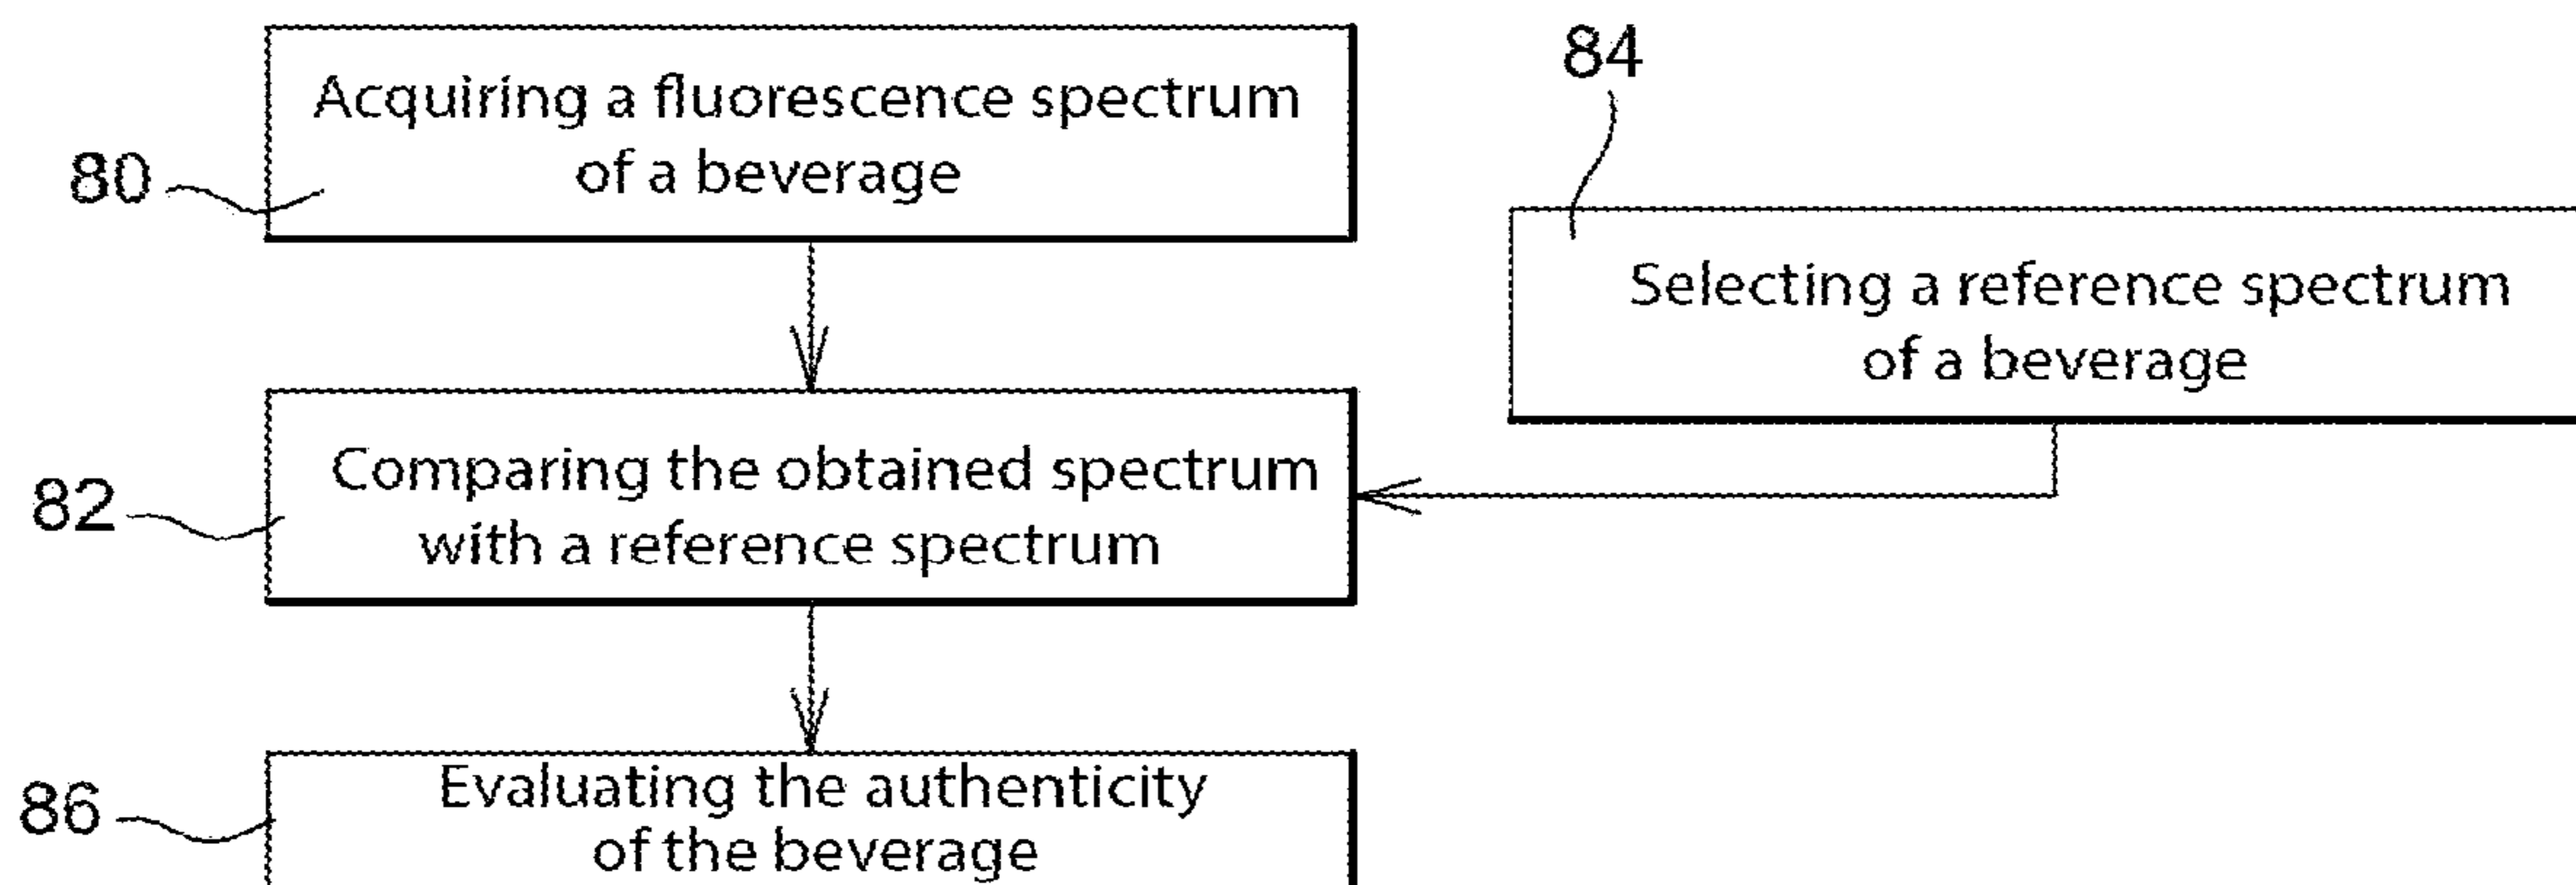 80
Acquiring a fluorescence spectrum
of a beverage
84
Selecting a reference spectrum
of a beverage
82
Comparing the obtained spectrum
with a reference spectrum
86
Evaluating the authenticity
of the beverage